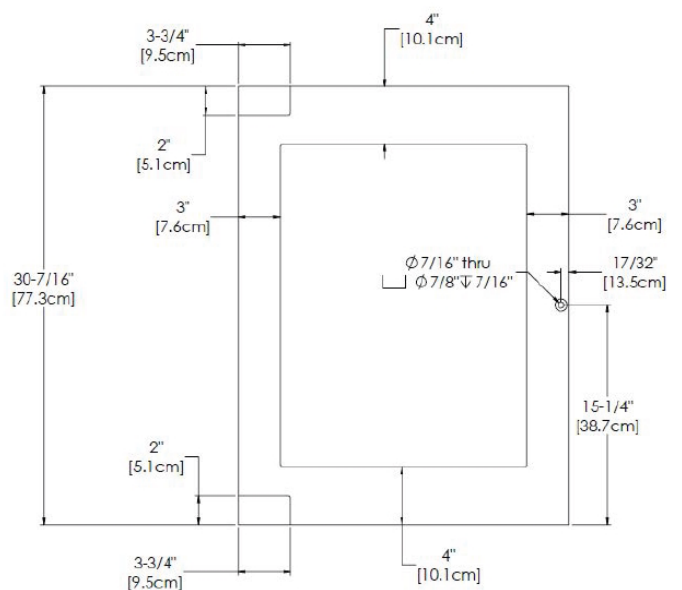 4"
[10.1cm]
3-3/4"
[9.5cm]
2"
[5.1cm]
3"
[7.6cm]
3"
[7.6cm]
⌀ 7/16" thru
⌴ ⌀ 7/8" ↧ 7/16"
17/32"
[13.5cm]
30-7/16"
[77.3cm]
15-1/4"
[38.7cm]
2"
[5.1cm]
3-3/4"
[9.5cm]
4"
[10.1cm]